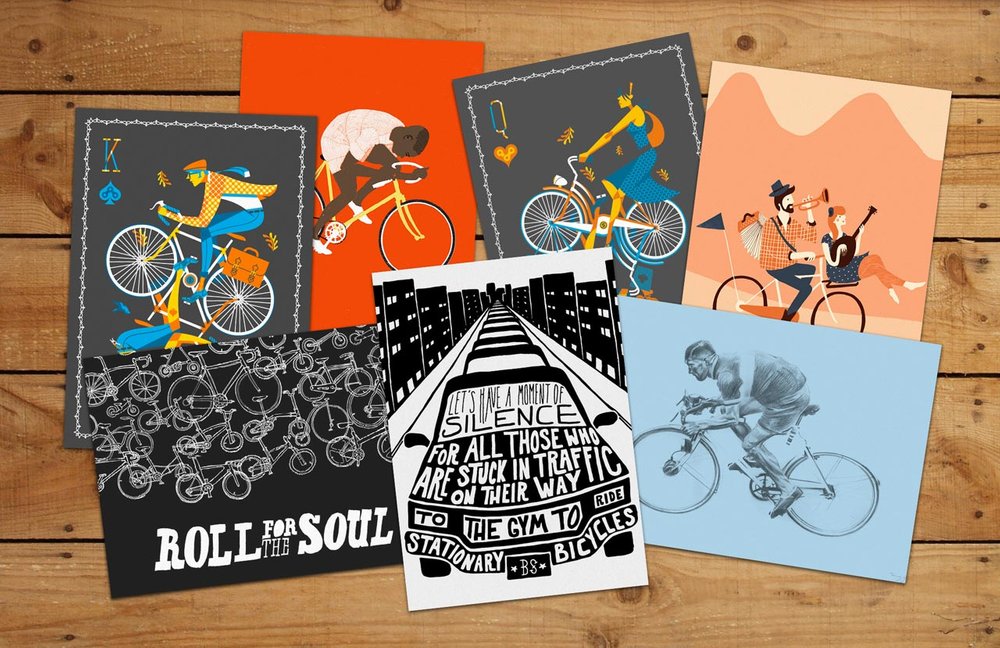 K
Q
LET'S HAVE A MOMENT OF
SILENCE
FOR ALL THOSE WHO
ARE STUCK IN TRAFFIC
ON THEIR WAY
TO THE GYM TO RIDE
STATIONARY BICYCLES
BS
ROLL FOR THE SOUL